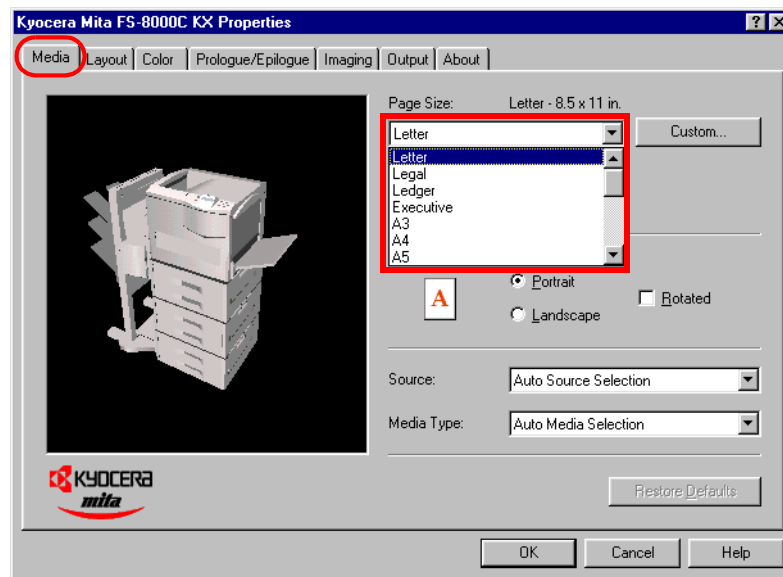 Kyocera Mita FS-8000C KX Properties
Media Layout Color Prologue/Epilogue Imaging Output About
Page Size: Letter - 8.5 x 11 in.
Letter Custom...
Letter
Legal
Ledger
Executive
A3
A4
A5
A Portrait Rotated
Landscape
Source: Auto Source Selection
Media Type: Auto Media Selection
KYOCERA
mita
Restore Defaults
OK Cancel Help